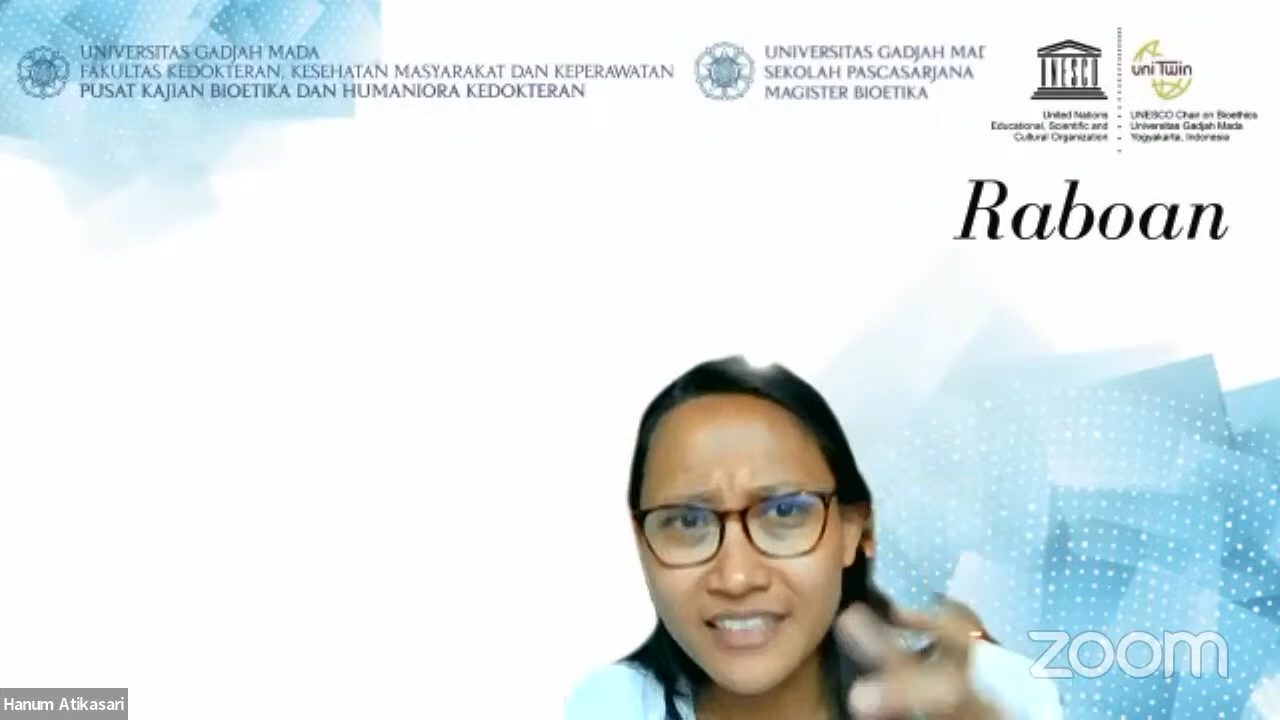 UNIVERSITAS GADJAH MADA
FAKULTAS KEDOKTERAN, KESEHATAN MASYARAKAT DAN KEPERAWATAN
PUSAT KAJIAN BIOETIKA DAN HUMANIORA KEDOKTERAN
UNIVERSITAS GADJAH MAD
SEKOLAH PASCASARJANA
MAGISTER BIOETIKA
UNESCO
United Nations
Educational, Scientific and
Cultural Organization
uniTwin
UNESCO Chair on Bioethics
Universitas Gadjah Mada
Yogyakarta, Indonesia
Raboan
zoom
Hanum Atikasari